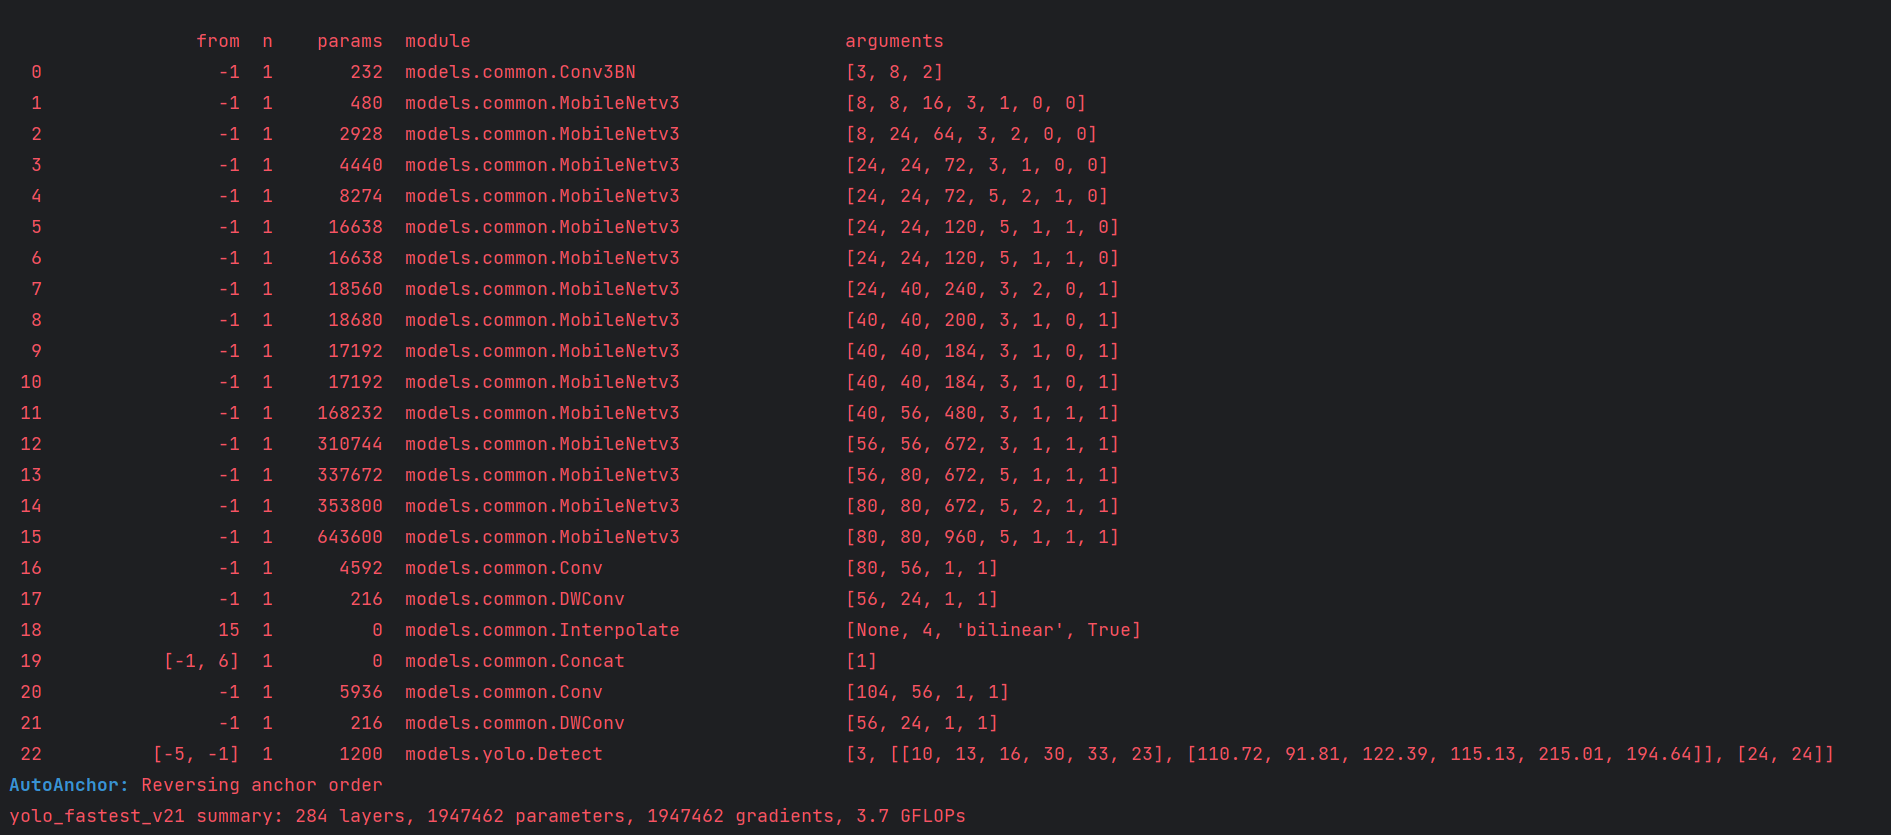 from  n    params  module                                  arguments
  0                -1  1       232  models.common.Conv3BN                   [3, 8, 2]
  1                -1  1       480  models.common.MobileNetv3               [8, 8, 16, 3, 1, 0, 0]
  2                -1  1      2928  models.common.MobileNetv3               [8, 24, 64, 3, 2, 0, 0]
  3                -1  1      4440  models.common.MobileNetv3               [24, 24, 72, 3, 1, 0, 0]
  4                -1  1      8274  models.common.MobileNetv3               [24, 24, 72, 5, 2, 1, 0]
  5                -1  1     16638  models.common.MobileNetv3               [24, 24, 120, 5, 1, 1, 0]
  6                -1  1     16638  models.common.MobileNetv3               [24, 24, 120, 5, 1, 1, 0]
  7                -1  1     18560  models.common.MobileNetv3               [24, 40, 240, 3, 2, 0, 1]
  8                -1  1     18680  models.common.MobileNetv3               [40, 40, 200, 3, 1, 0, 1]
  9                -1  1     17192  models.common.MobileNetv3               [40, 40, 184, 3, 1, 0, 1]
 10                -1  1     17192  models.common.MobileNetv3               [40, 40, 184, 3, 1, 0, 1]
 11                -1  1    168232  models.common.MobileNetv3               [40, 56, 480, 3, 1, 1, 1]
 12                -1  1    310744  models.common.MobileNetv3               [56, 56, 672, 3, 1, 1, 1]
 13                -1  1    337672  models.common.MobileNetv3               [56, 80, 672, 5, 1, 1, 1]
 14                -1  1    353800  models.common.MobileNetv3               [80, 80, 672, 5, 2, 1, 1]
 15                -1  1    643600  models.common.MobileNetv3               [80, 80, 960, 5, 1, 1, 1]
 16                -1  1      4592  models.common.Conv                      [80, 56, 1, 1]
 17                -1  1       216  models.common.DWConv                    [56, 24, 1, 1]
 18                15  1         0  models.common.Interpolate               [None, 4, 'bilinear', True]
 19           [-1, 6]  1         0  models.common.Concat                    [1]
 20                -1  1      5936  models.common.Conv                      [104, 56, 1, 1]
 21                -1  1       216  models.common.DWConv                    [56, 24, 1, 1]
 22          [-5, -1]  1      1200  models.yolo.Detect                      [3, [[10, 13, 16, 30, 33, 23], [110.72, 91.81, 122.39, 115.13, 215.01, 194.64]], [24, 24]]
AutoAnchor: Reversing anchor order
yolo_fastest_v21 summary: 284 layers, 1947462 parameters, 1947462 gradients, 3.7 GFLOPs